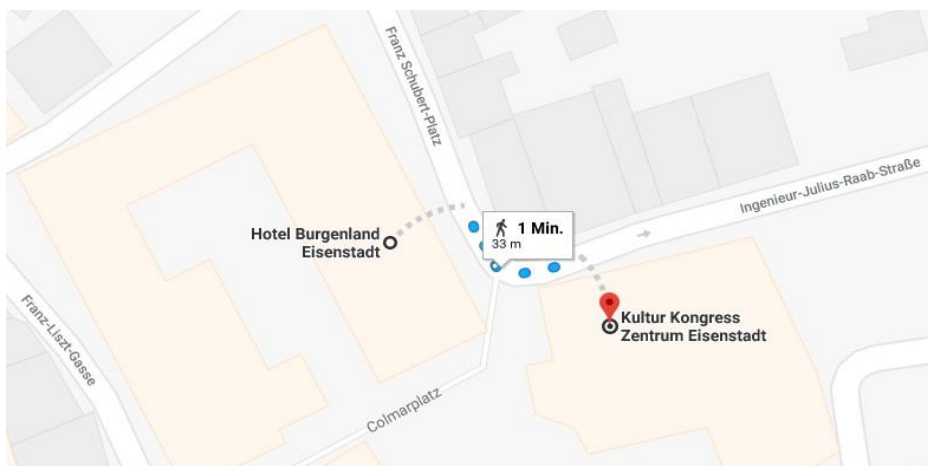 Franz Schubert-Platz
Ingenieur-Julius-Raab-Straße
1 Min.
33 m
Hotel Burgenland
Eisenstadt
Kultur Kongress
Zentrum Eisenstadt
Franz-Liszt-Gasse
Colmarplatz